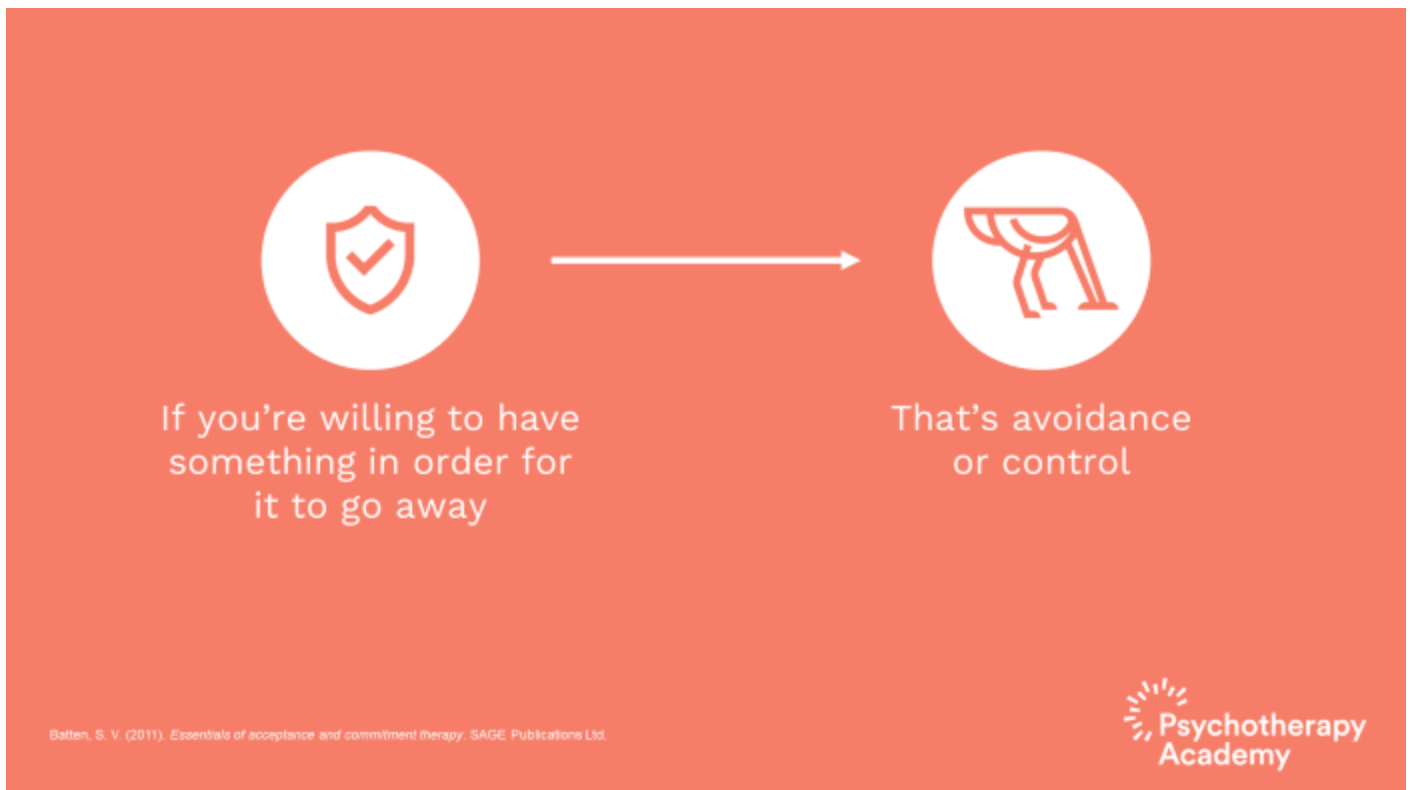 If you’re willing to have
something in order for
it to go away
That’s avoidance
or control
Batten, S. V. (2011). Essentials of acceptance and commitment therapy. SAGE Publications Ltd.
Psychotherapy
Academy